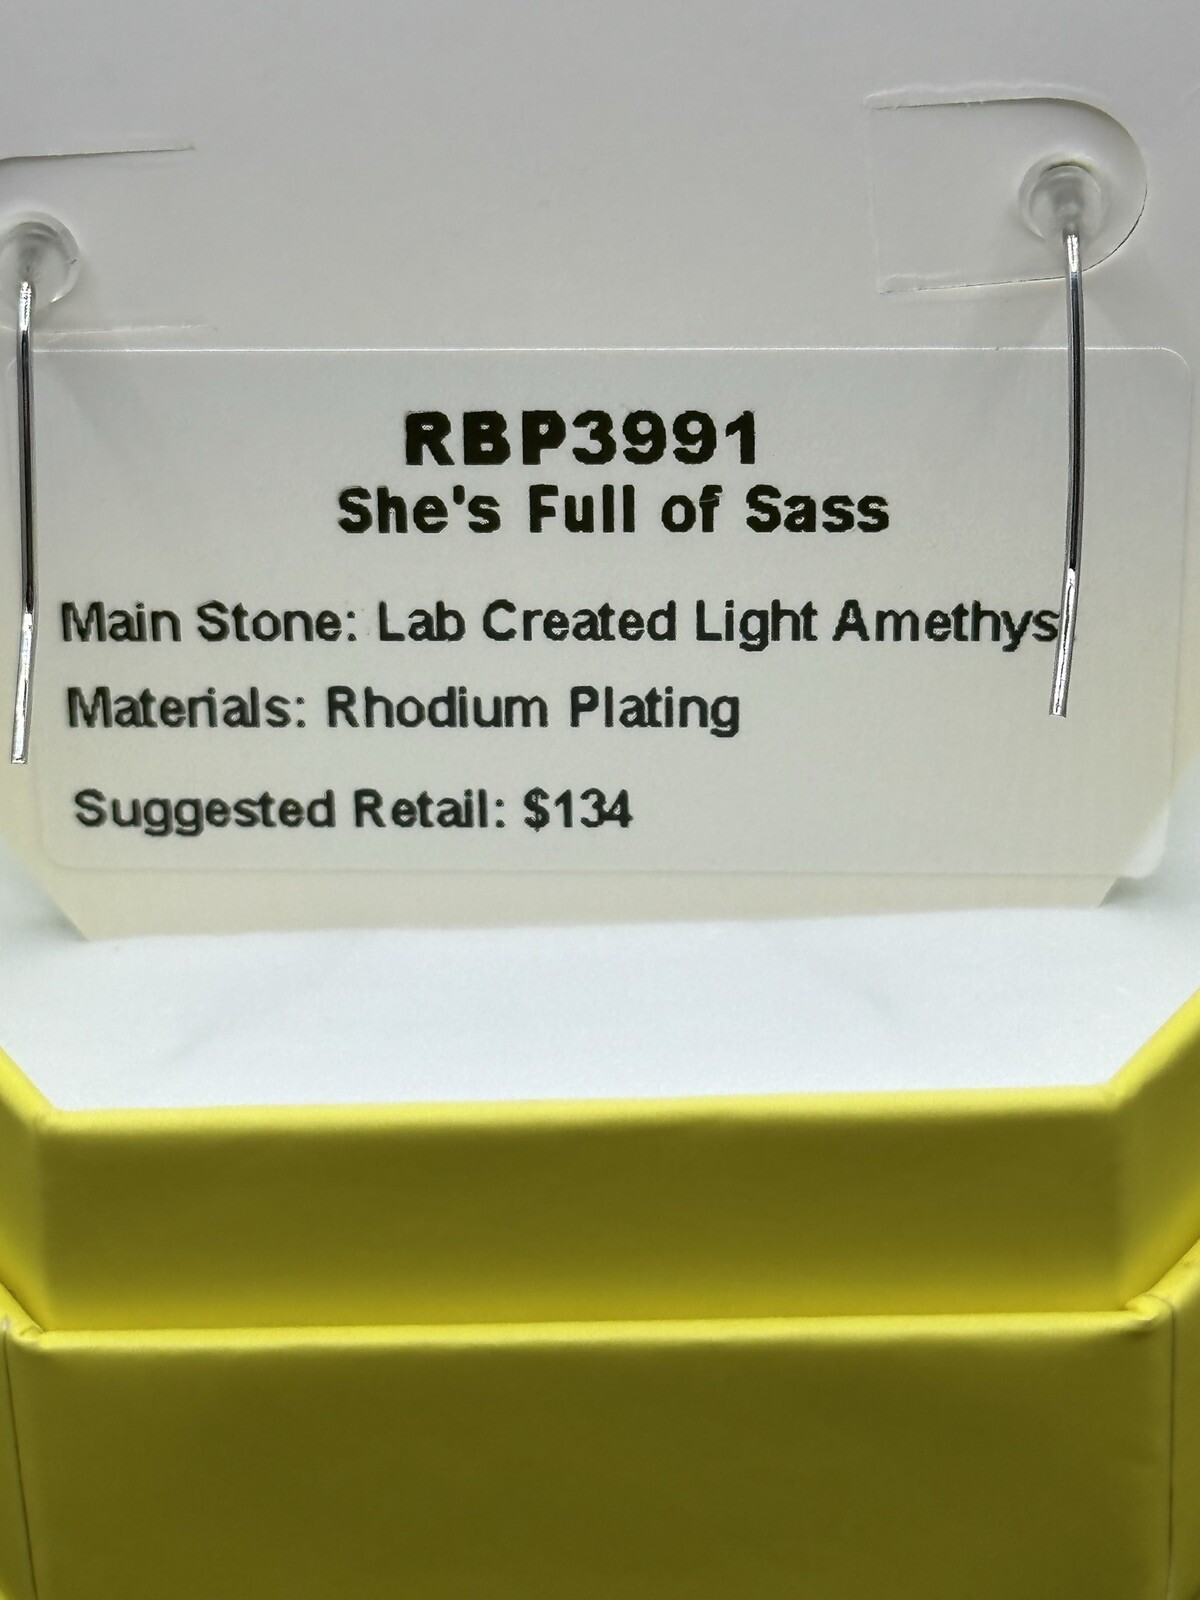 RBP3991
She's Full of Sass
Main Stone: Lab Created Light Amethys
Materials: Rhodium Plating
Suggested Retail: $134